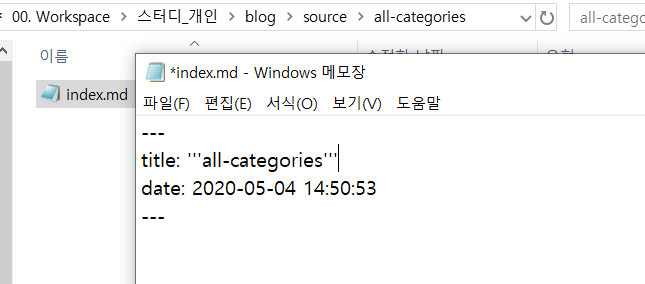 00. Workspace > 스터디_개인 > blog > source > all-categories
all-catego
이름
index.md
*index.md - Windows 메모장
파일(F) 편집(E) 서식(O) 보기(V) 도움말
---
title: '''all-categories'''
date: 2020-05-04 14:50:53
---